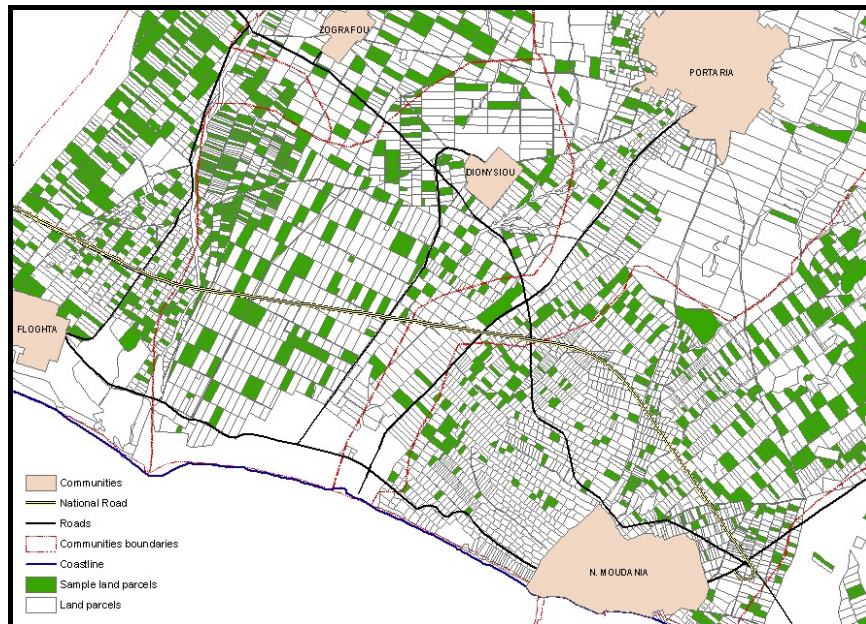 ZOGRAFOU
PORTARIA
DIONYSIOU
FLOGHTA
N. MOUDANIA
Communities
National Road
Roads
Communities boundaries
Coastline
Sample land parcels
Land parcels